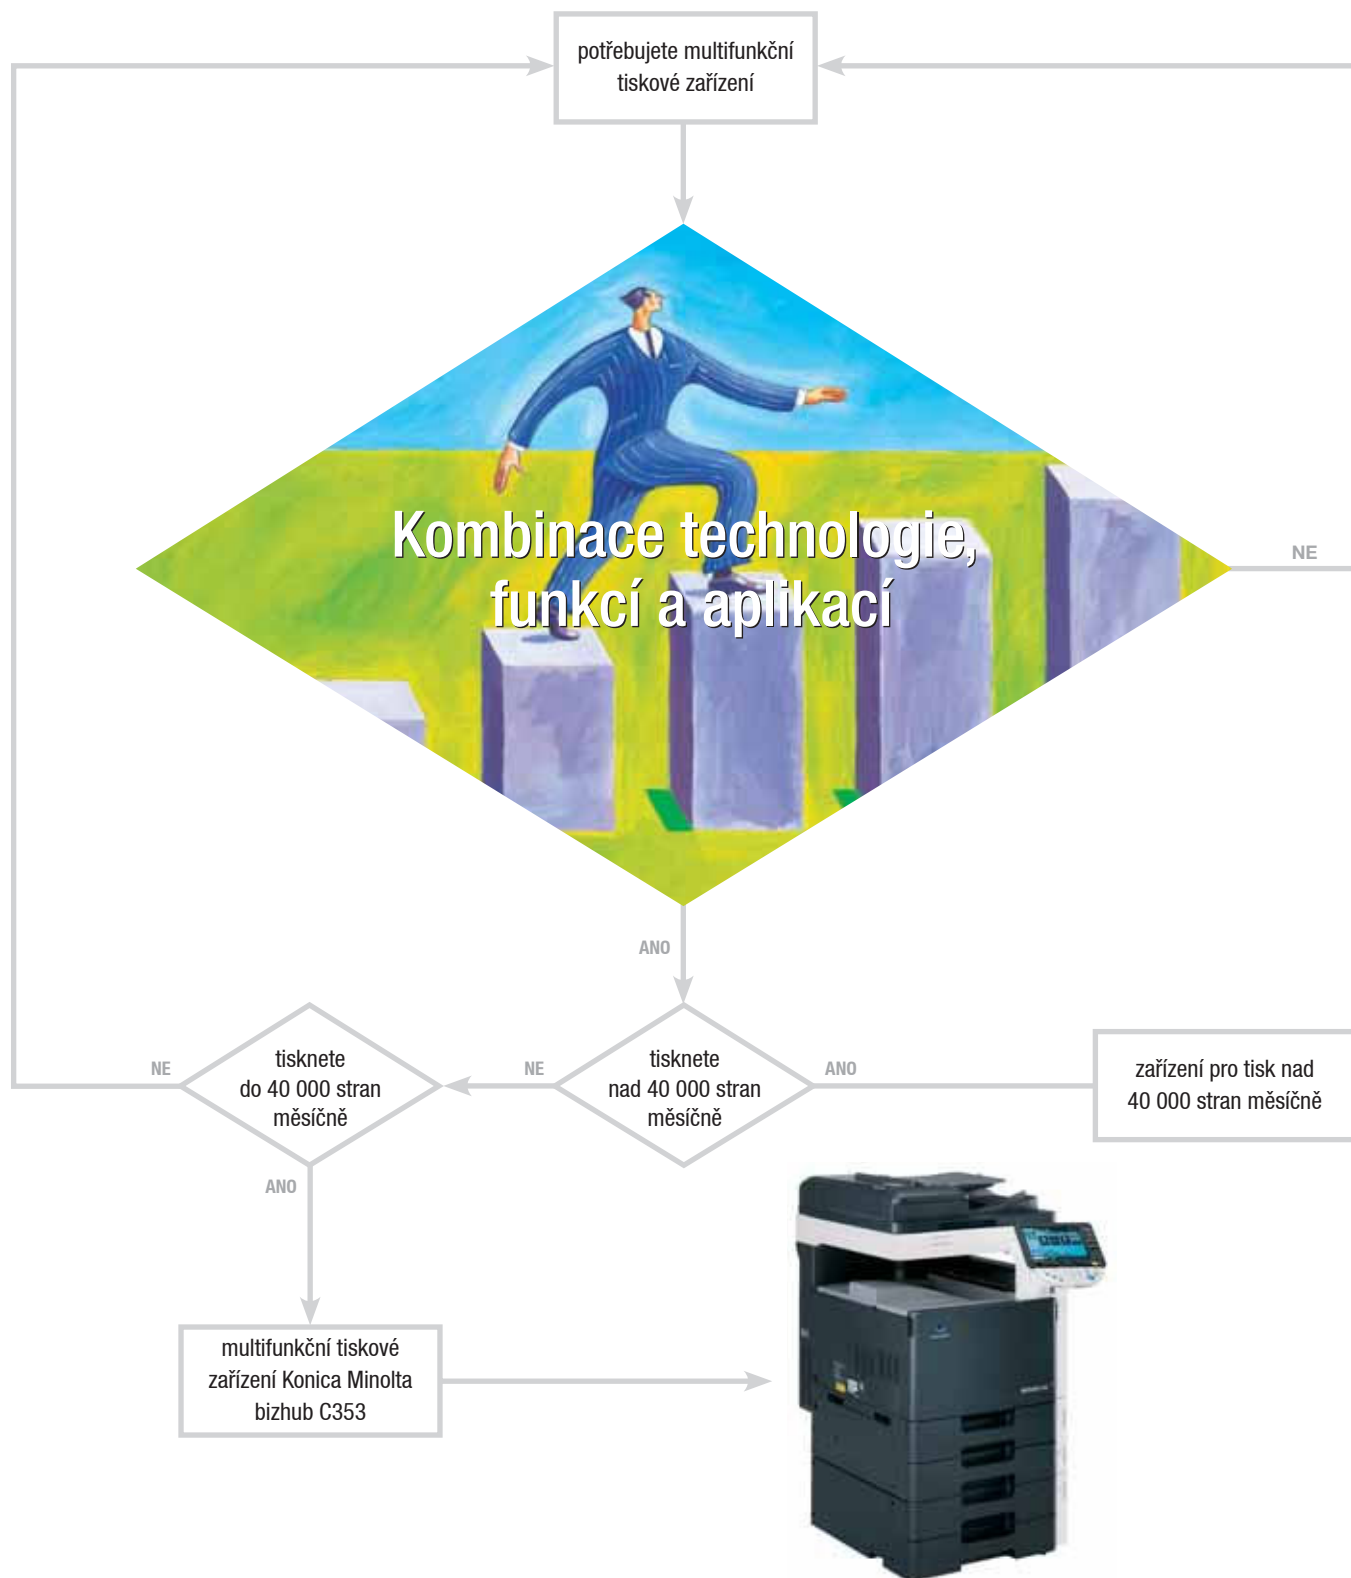 potřebujete multifunkční
tiskové zařízení
Kombinace technologie,
funkcí a aplikací
NE
ANO
NE
tisknete
do 40 000 stran
měsíčně
NE
tisknete
nad 40 000 stran
měsíčně
ANO
zařízení pro tisk nad
40 000 stran měsíčně
ANO
multifunkční tiskové
zařízení Konica Minolta
bizhub C353